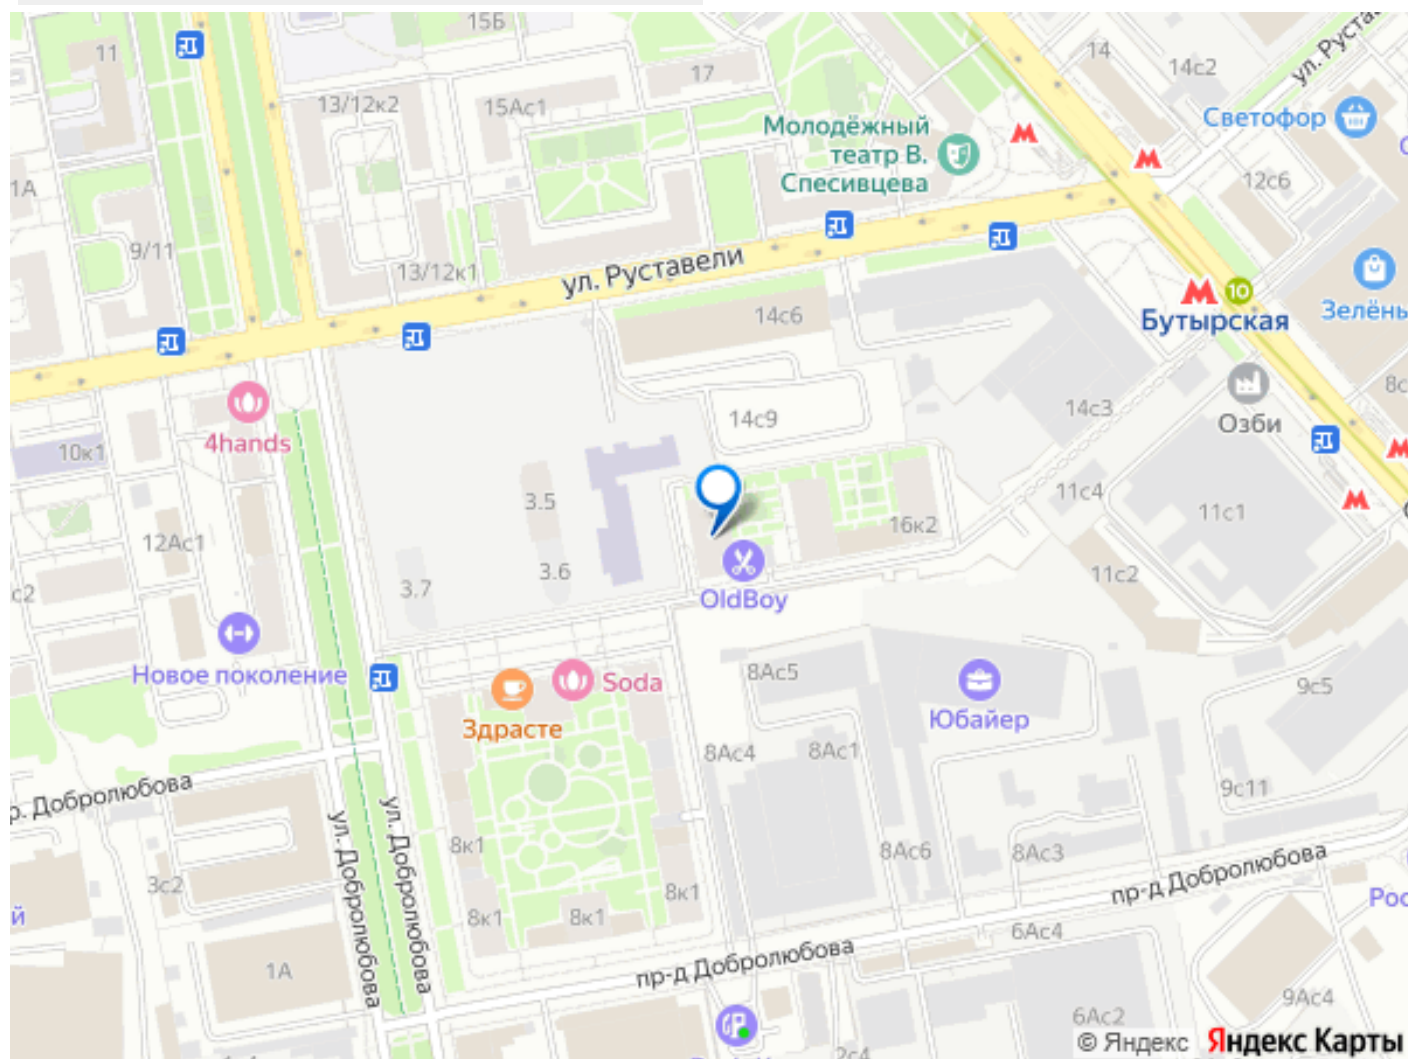 15Б
11
17
14
14с2
ул. Руста
13/12к2
15Ас1
Молодёжный
театр В.
Спесивцева
Светофор
1А
12с6
9/11
13/12к1
ул. Руставели
10
Зелёнь
Бутырская
14с6
8с
14с3
Озби
4hands
14с9
10к1
3.5
11с4
11с1
16к2
12Ас1
3.6
11с2
3.7
с2
OldBoy
Новое поколение
Soda
8Ас5
9с5
Здрасте
Юбайер
8Ас4
8Ас1
9с11
р. Добролюбова
ул. Добролюбова
ул. Добролюбова
8к1
8Ас6
8Ас3
пр-д Добролюбова
3с2
8к1
Рос
й
8к1
8к1
6Ас4
пр-д Добролюбова
1А
9Ас4
6Ас2
2с4
© Яндекс Яндекс Карты